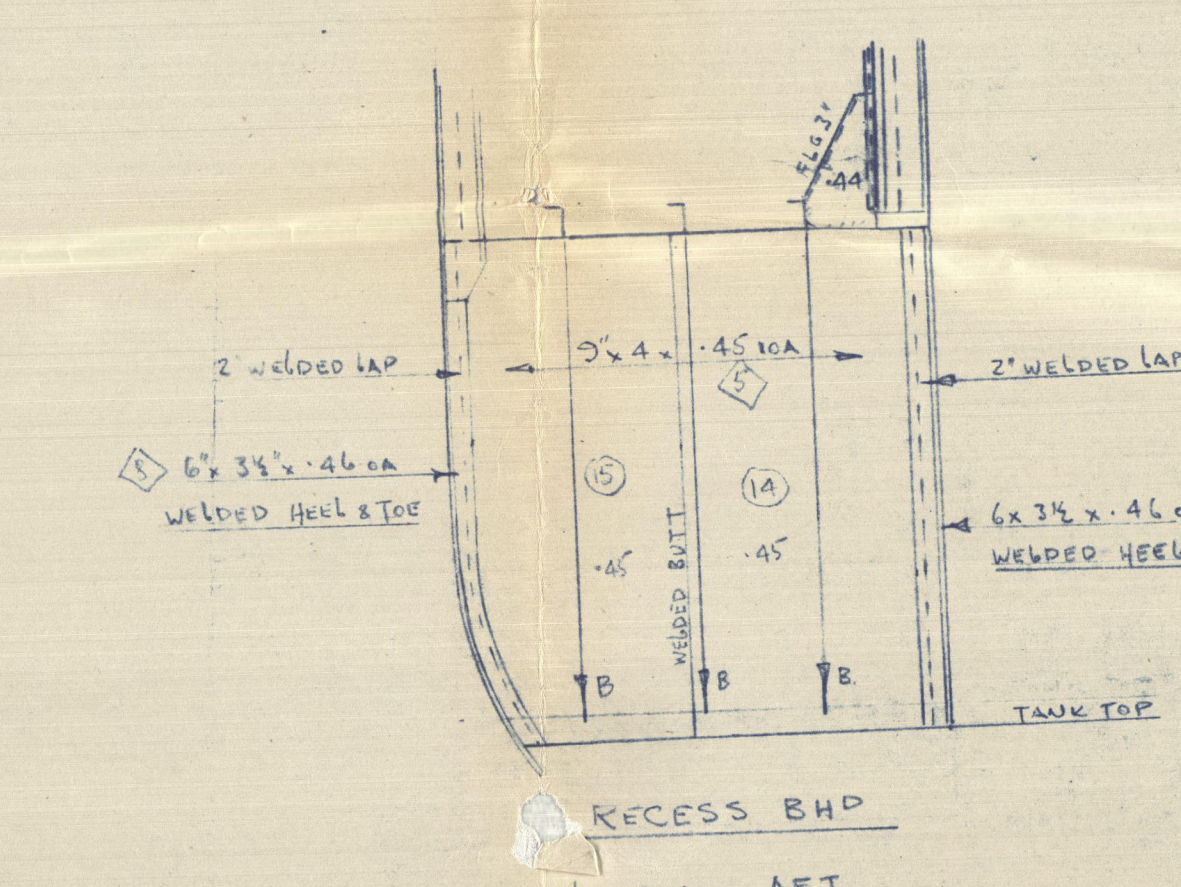 FLG 3"
.44
9" x 4 x .45 IOA
5
2" WELDED LAP
2" WELDED LAP
6" x 3½" x .46 OA
WELDED HEEL & TOE
6 x 3½ x .46
WELDED HEEL
15
14
.45
.45
WELDED BUTT
B
B
B.
TANK TOP
RECESS BHD
AFT